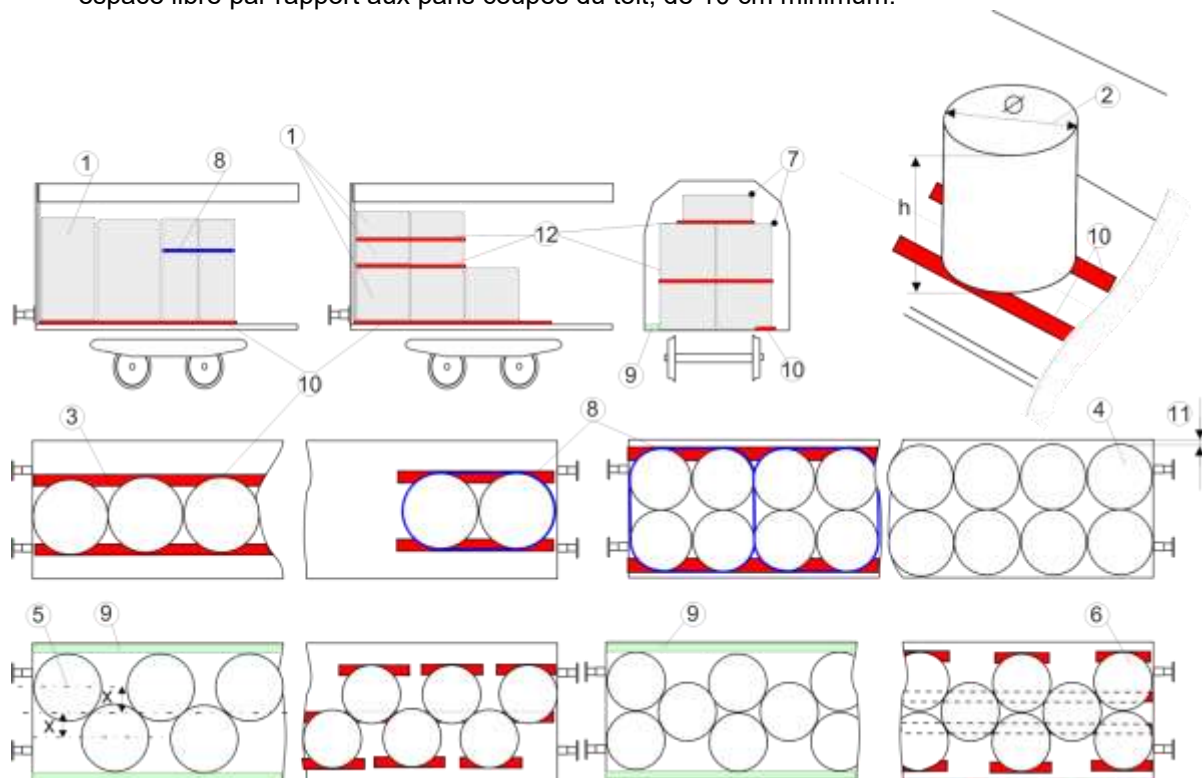 espace libre par rapport aux pans coupés du toit, de 10 cm minimum.
Ø 2
1 8 1 7
12 h 10
9 10
10
3 8 4 11
5 9 9 6
X
X